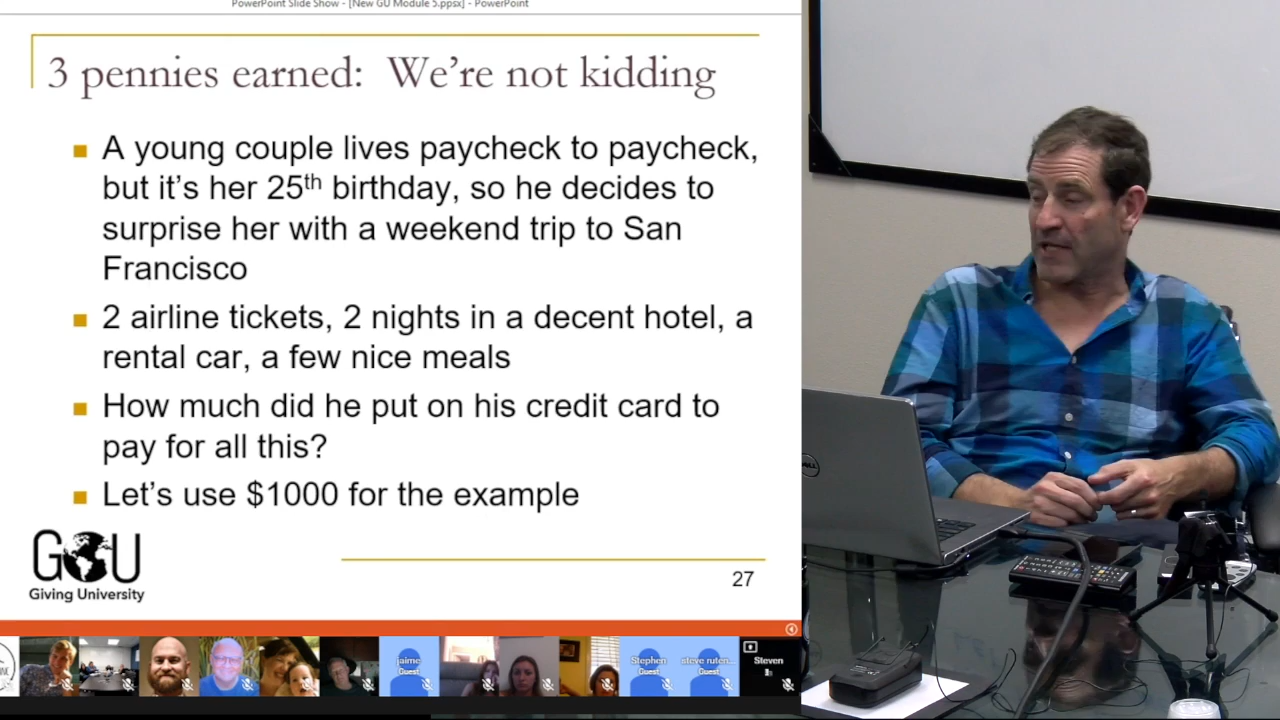 PowerPoint Slide Show - [New GU Module 5.ppsx] - PowerPoint
3 pennies earned: We're not kidding
A young couple lives paycheck to paycheck,
but it's her 25th birthday, so he decides to
surprise her with a weekend trip to San
Francisco
2 airline tickets, 2 nights in a decent hotel, a
rental car, a few nice meals
How much did he put on his credit card to
pay for all this?
Let's use $1000 for the example
GU
Giving University
27
jaime
Guest
Stephen
Guest
steve ruten...
Guest
Steven
DELL